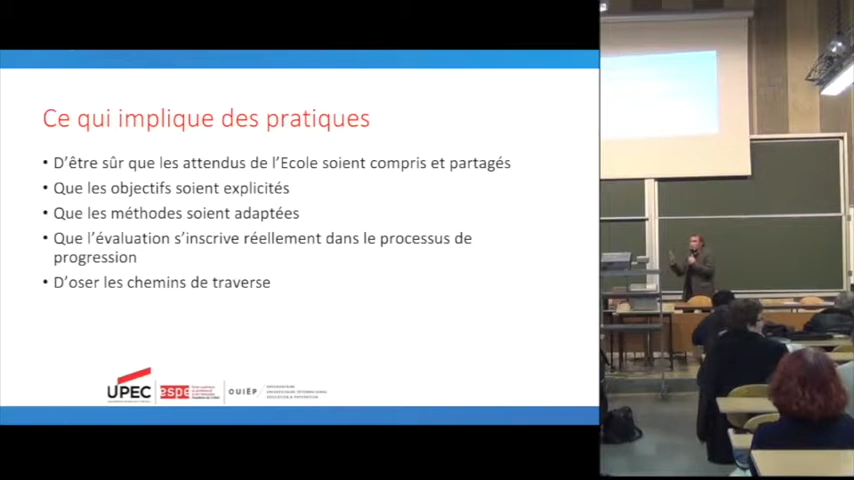 Ce qui implique des pratiques
• D'être sûr que les attendus de l'Ecole soient compris et partagés
• Que les objectifs soient explicités
• Que les méthodes soient adaptées
• Que l'évaluation s'inscrive réellement dans le processus de
progression
• D'oser les chemins de traverse
UPEC
espe
OUIÉP